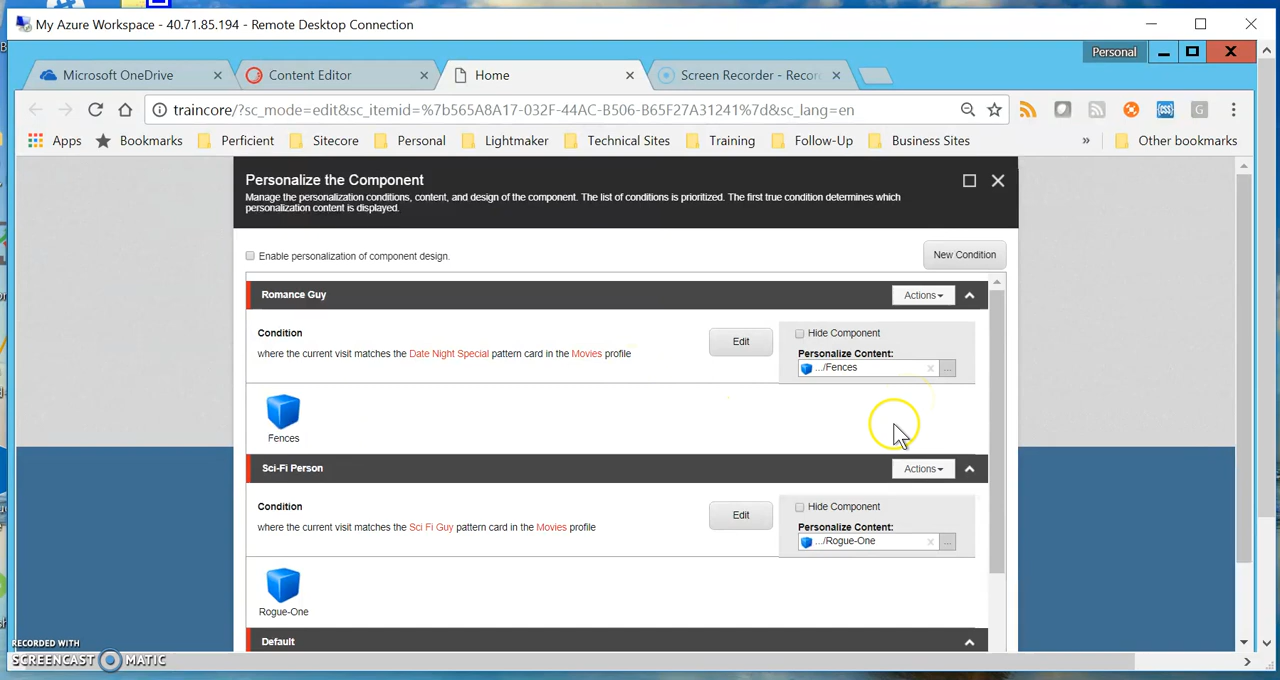 My Azure Workspace - 40.71.85.194 - Remote Desktop Connection
Personal
Microsoft OneDrive
Content Editor
Home
Screen Recorder - Recor
traincore/?sc_mode=edit&sc_itemid=%7b565A8A17-032F-44AC-B506-B65F27A31241%7d&sc_lang=en
Apps
Bookmarks
Perficient
Sitecore
Personal
Lightmaker
Technical Sites
Training
Follow-Up
Business Sites
»
Other bookmarks
Personalize the Component
Manage the personalization conditions, content, and design of the component. The list of conditions is prioritized. The first true condition determines which
personalization content is displayed.
Enable personalization of component design.
New Condition
Romance Guy
Actions
Condition
where the current visit matches the Date Night Special pattern card in the Movies profile
Edit
Hide Component
Personalize Content:
.../Fences
x
...
Fences
Sci-Fi Person
Actions
Condition
where the current visit matches the Sci Fi Guy pattern card in the Movies profile
Edit
Hide Component
Personalize Content:
.../Rogue-One
x
...
Rogue-One
Default
RECORDED WITH
SCREENCAST MATIC